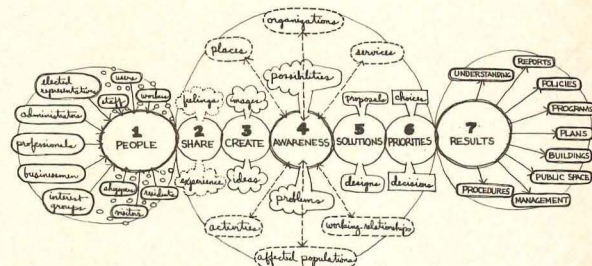 organizations
places
services
possibilities
elected
representatives
users
staff
workers
administrators
professionals
businessmen
interest
groups
shoppers
residents
visitors
1
PEOPLE
feelings
2
SHARE
experience
images
3
CREATE
ideas
4
AWARENESS
problems
proposals
5
SOLUTIONS
designs
choices
6
PRIORITIES
decisions
7
RESULTS
UNDERSTANDING
REPORTS
POLICIES
PROGRAMS
PLANS
BUILDINGS
PUBLIC SPACE
MANAGEMENT
PROCEDURES
activities
working relationships
affected populations